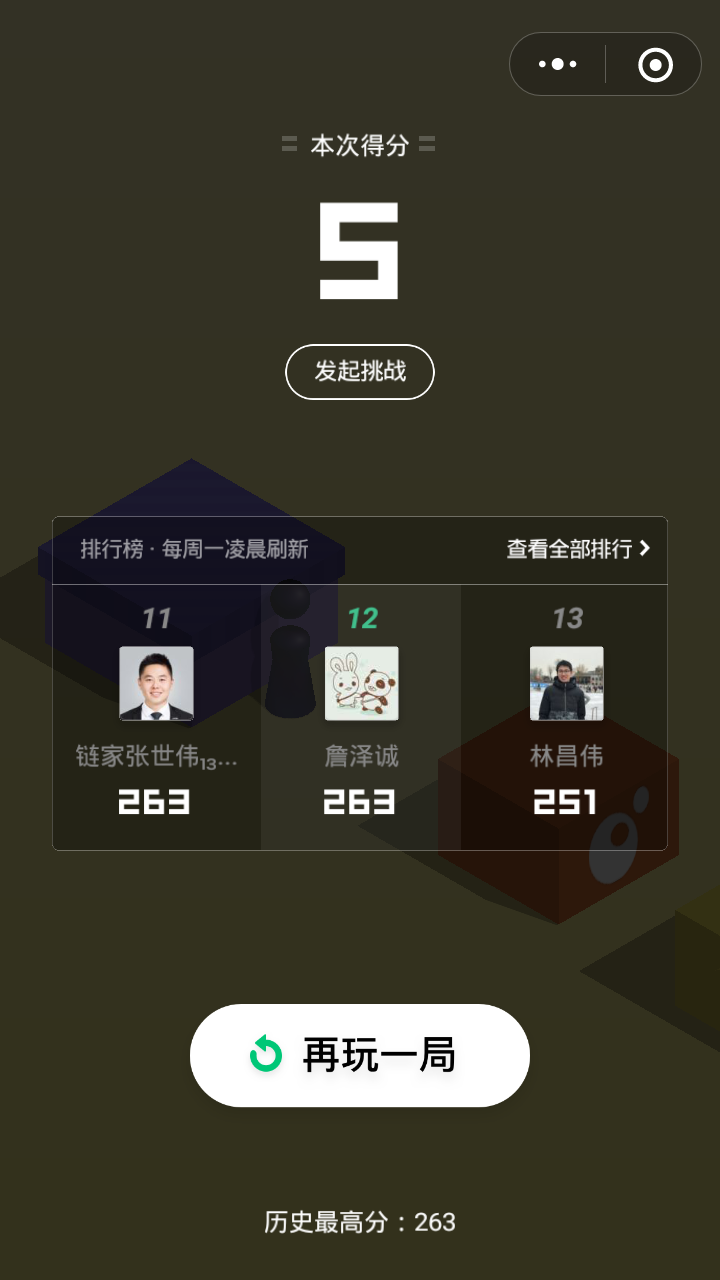 本次得分
5
发起挑战
排行榜 · 每周一凌晨刷新
查看全部排行
11
12
13
链家张世伟13...
詹泽诚
林昌伟
263
263
251
再玩一局
历史最高分：263